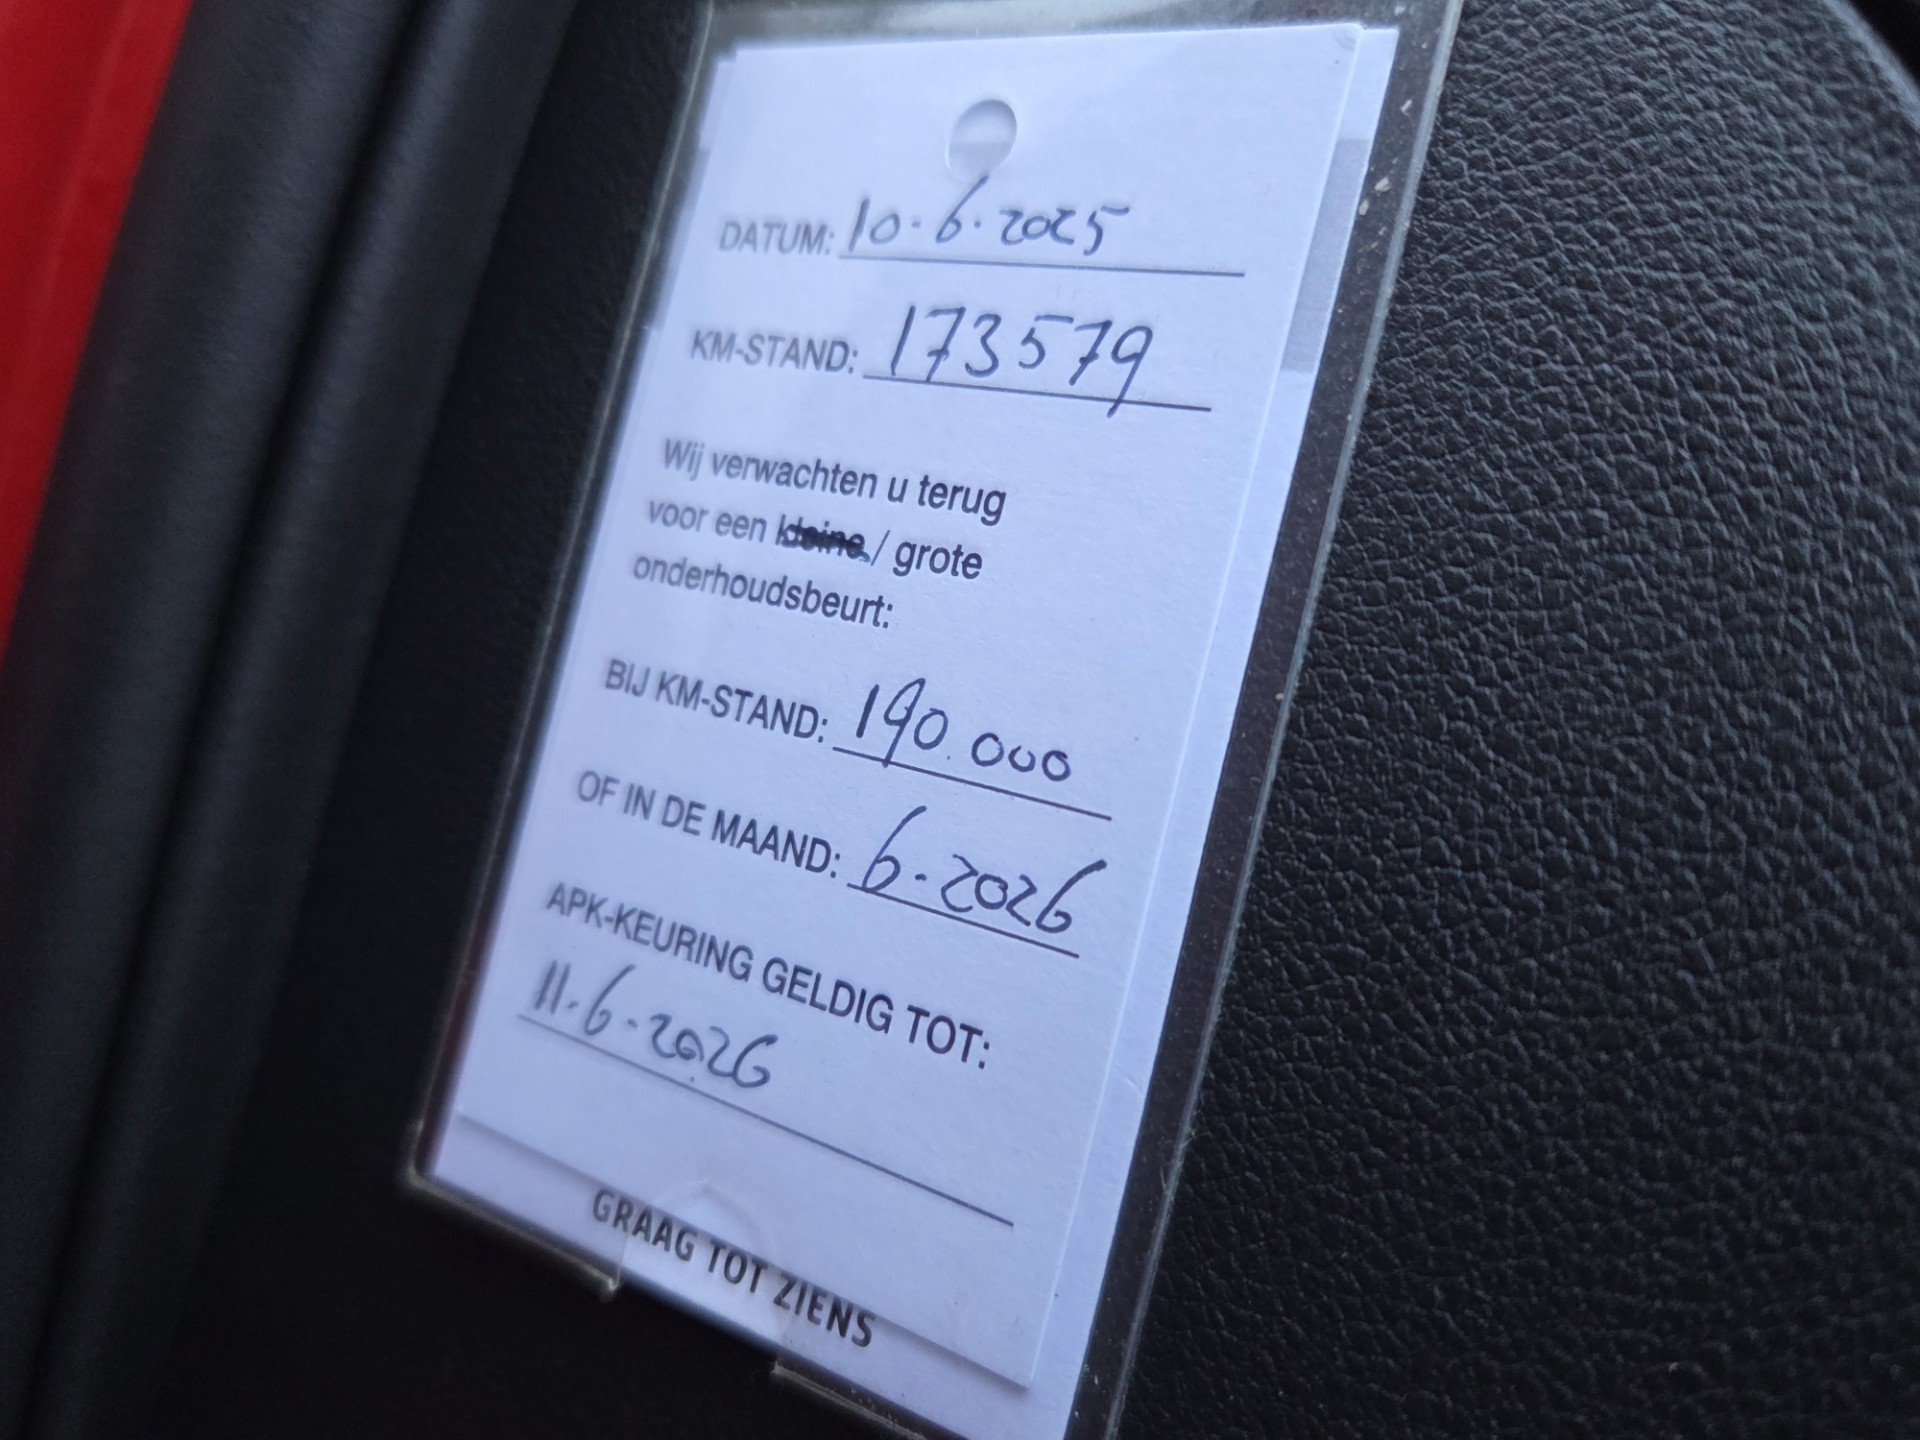 DATUM: 10-6-2025
KM-STAND: 173579
Wij verwachten u terug
voor een kleine / grote
onderhoudsbeurt:
BIJ KM-STAND: 190.000
OF IN DE MAAND: 6-2026
APK-KEURING GELDIG TOT:
11-6-2026
GRAAG TOT ZIENS